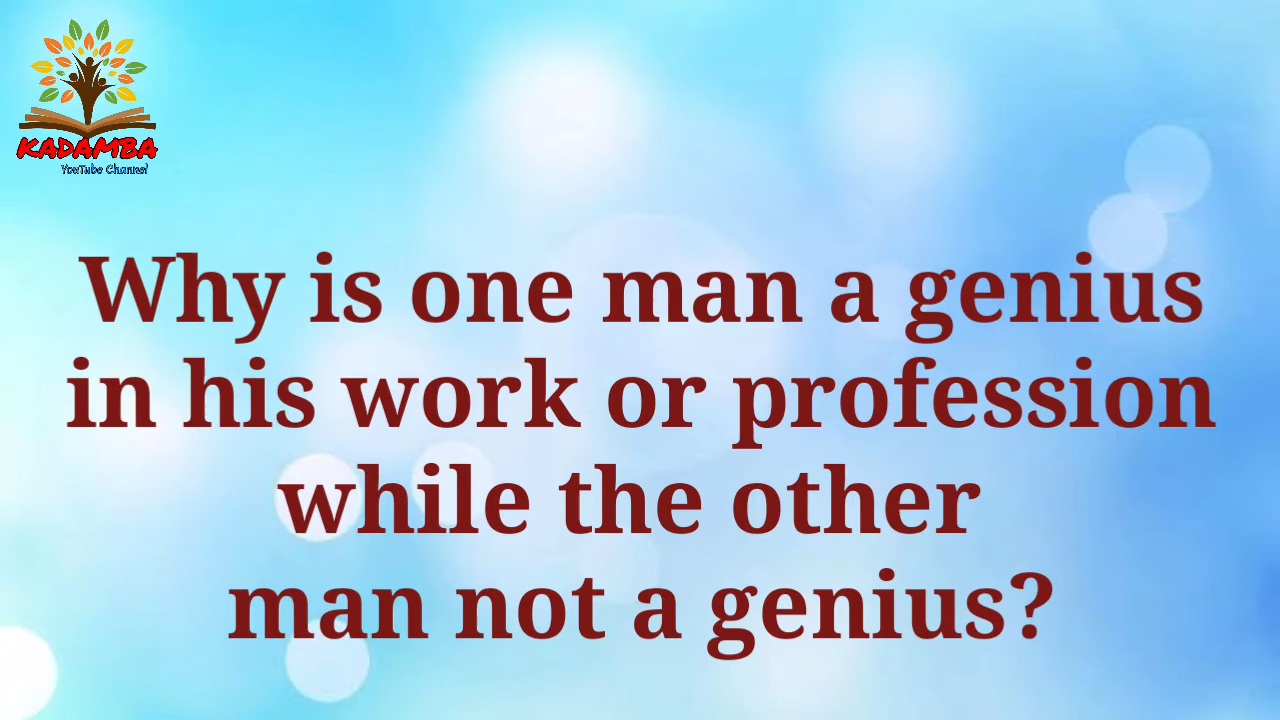 KADAMBA
YouTube Channel
Why is one man a genius
in his work or profession
while the other
man not a genius?